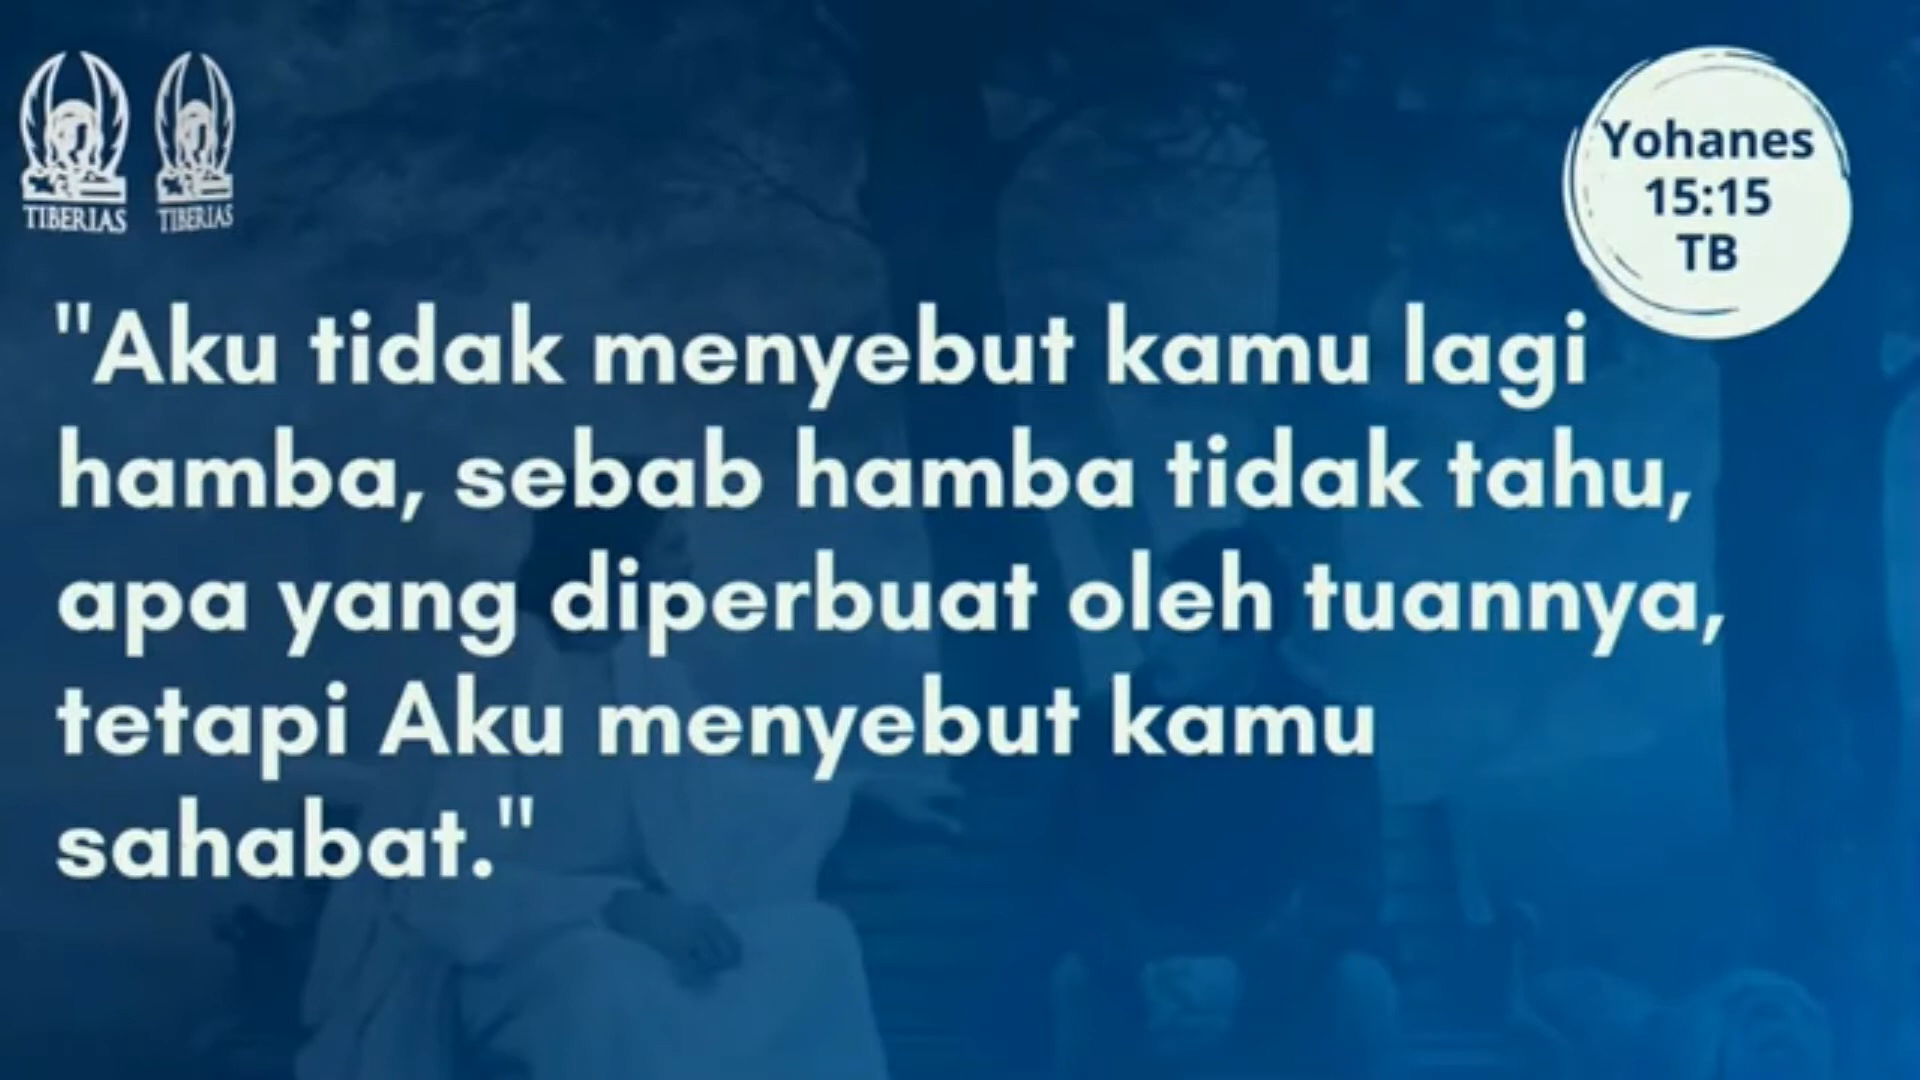 TIBERIAS
TIBERIAS
Yohanes
15:15
TB
"Aku tidak menyebut kamu lagi
hamba, sebab hamba tidak tahu,
apa yang diperbuat oleh tuannya,
tetapi Aku menyebut kamu
sahabat."